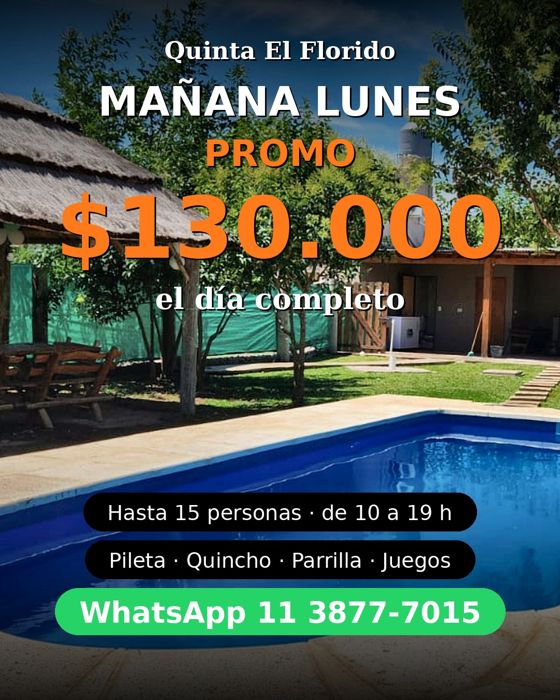 Quinta El Florido
MAÑANA LUNES
PROMO
$130.000
el día completo
Hasta 15 personas · de 10 a 19 h
Pileta · Quincho · Parrilla · Juegos
WhatsApp 11 3877-7015